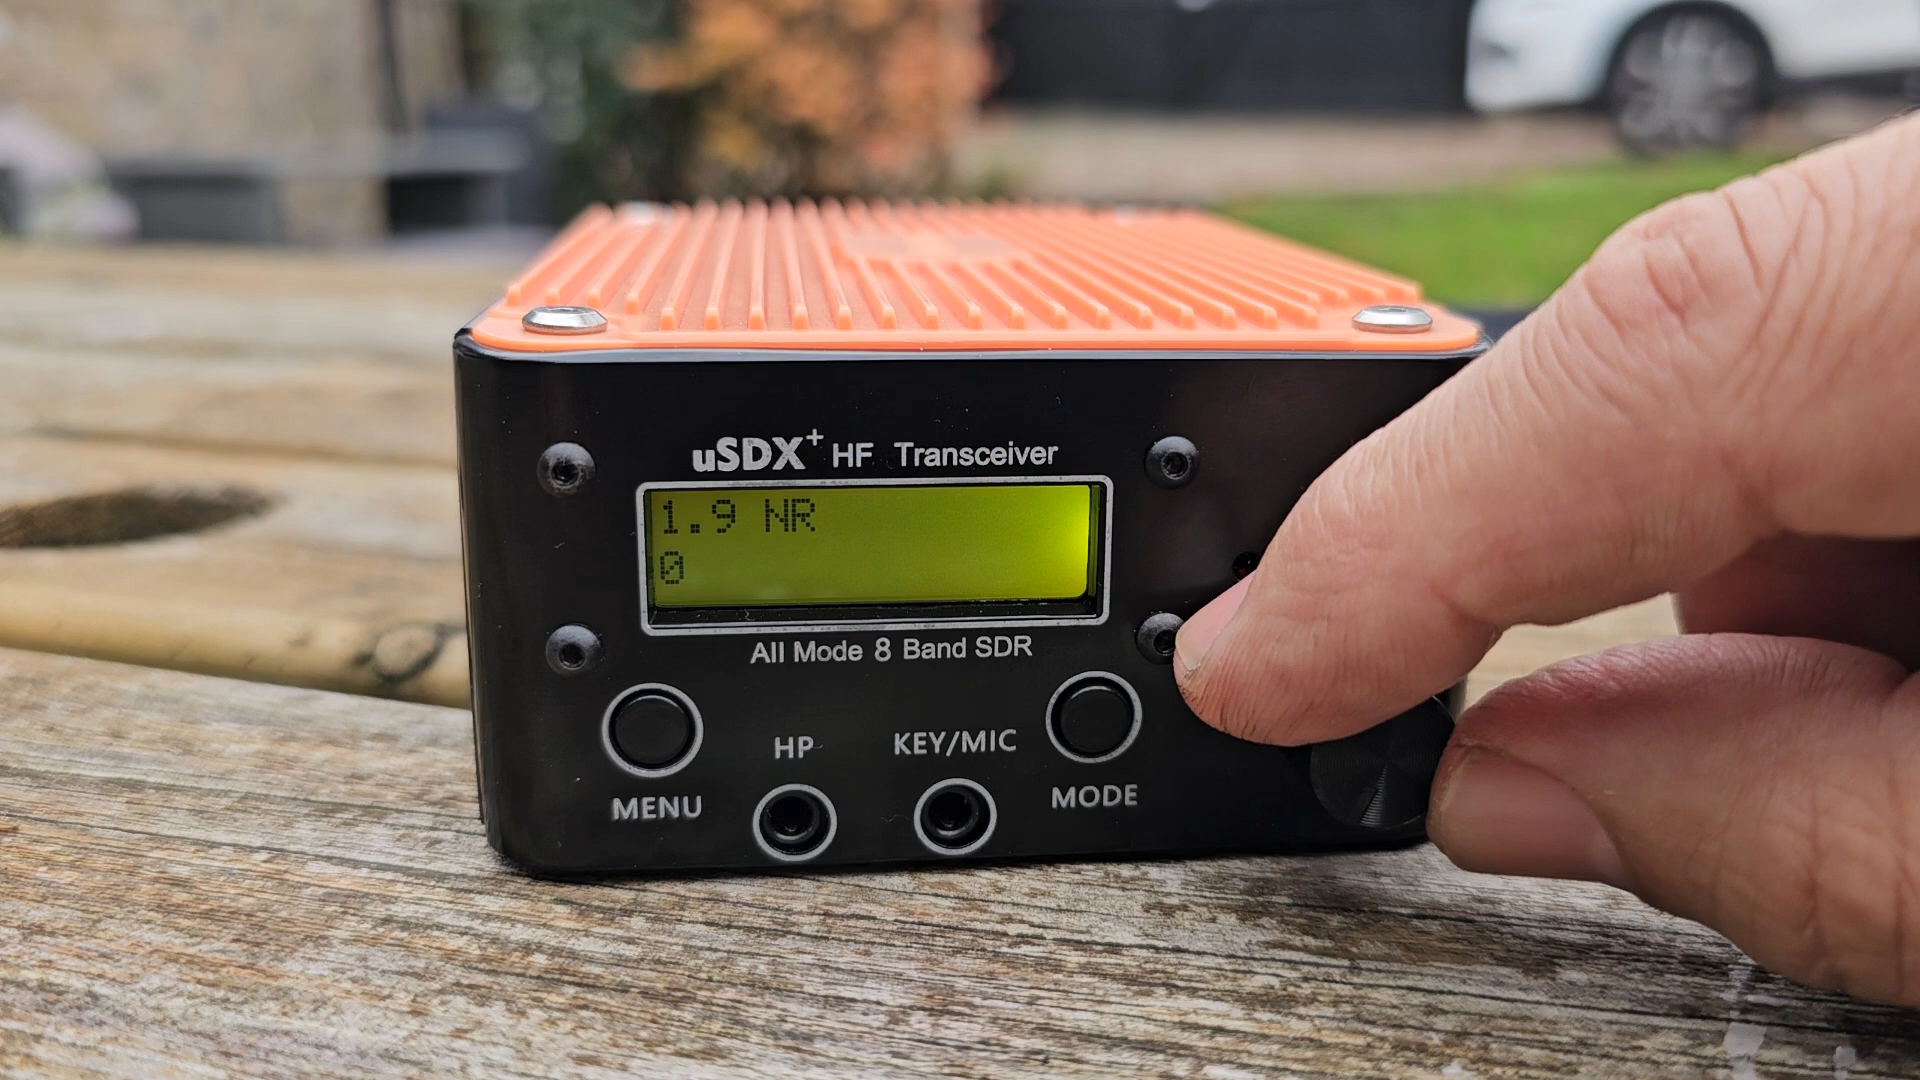 uSDX+ HF Transceiver
1.9 NR
0
All Mode 8 Band SDR
HP
KEY/MIC
MENU
MODE